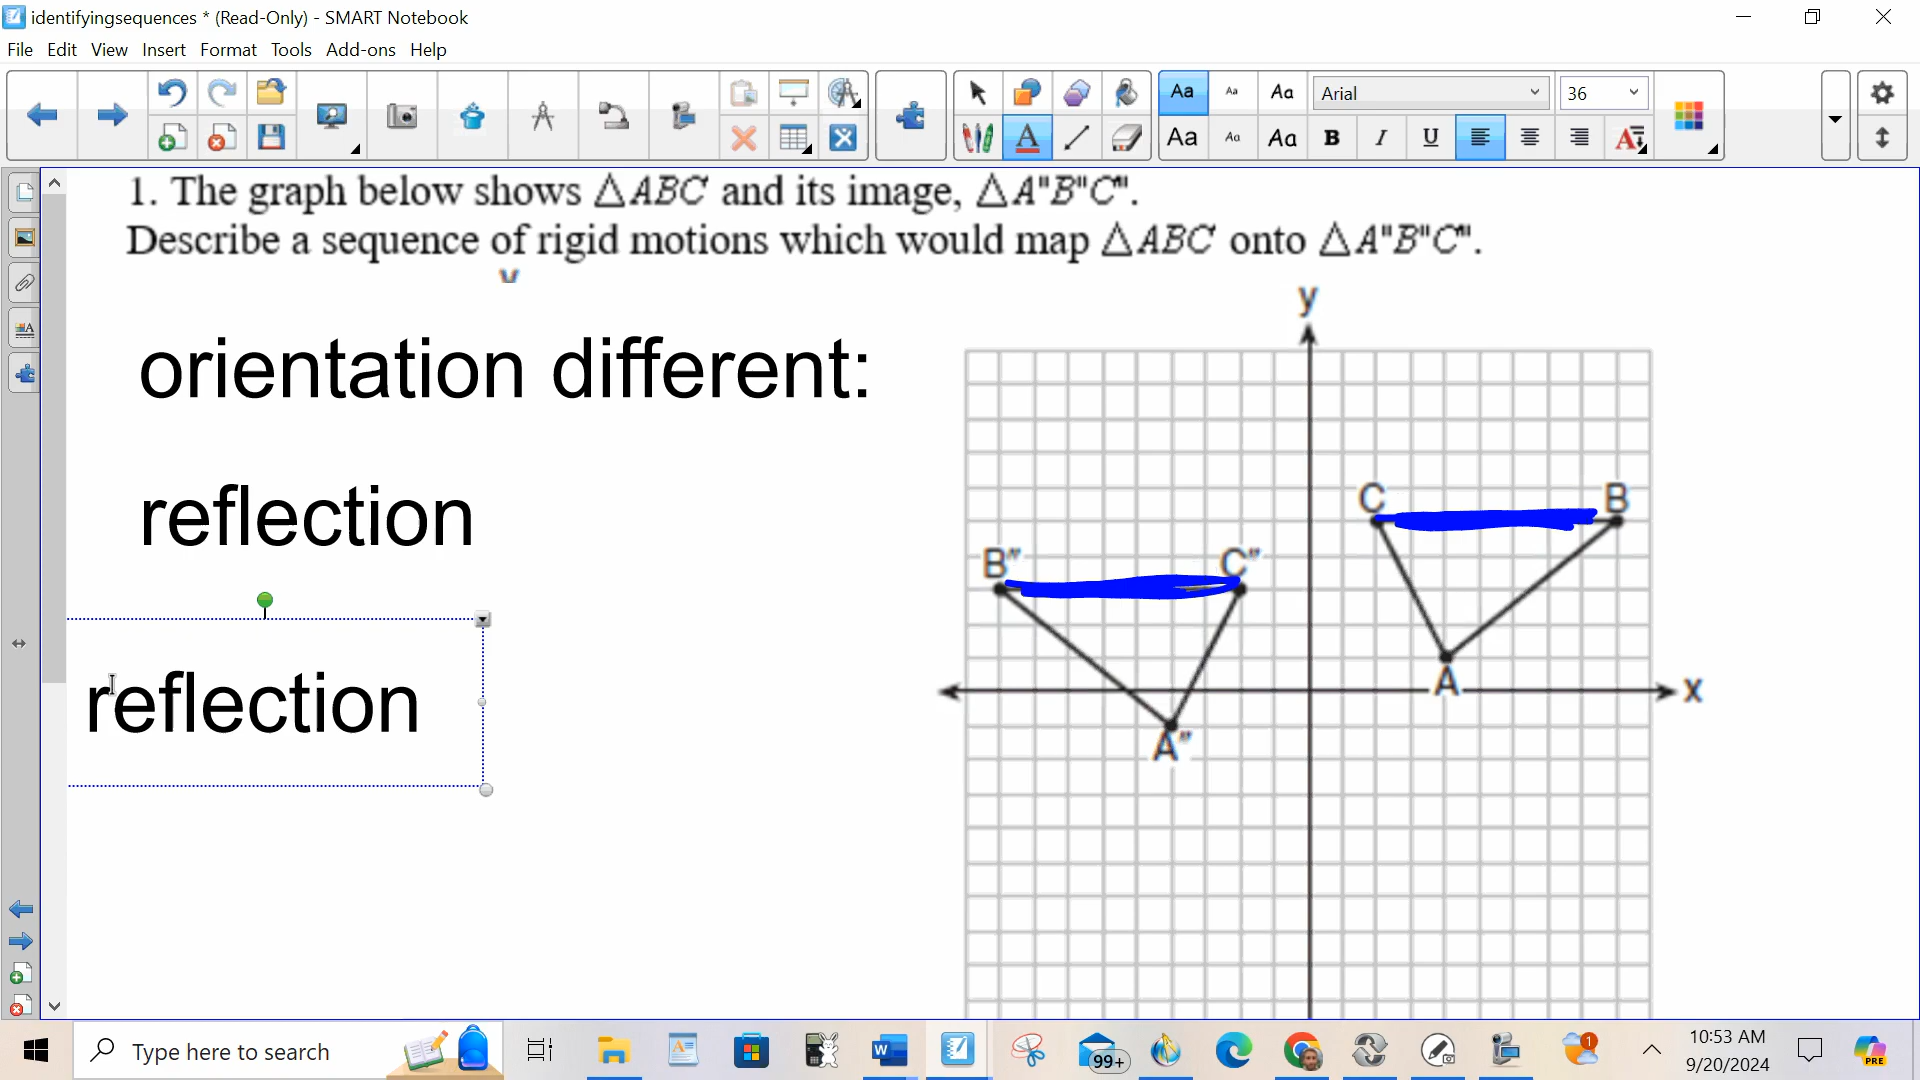 identifyingsequences * (Read-Only) - SMART Notebook
File Edit View Insert Format Tools Add-ons Help
Aa Aa Aa Arial 36
Aa Aa Aa B I U A
1. The graph below shows △ABC and its image, △A"B"C".
Describe a sequence of rigid motions which would map △ABC onto △A"B"C".
y
orientation different:
reflection
C B
B" C"
reflection
A x
A"
Type here to search
99+
1
10:53 AM
9/20/2024
PRE